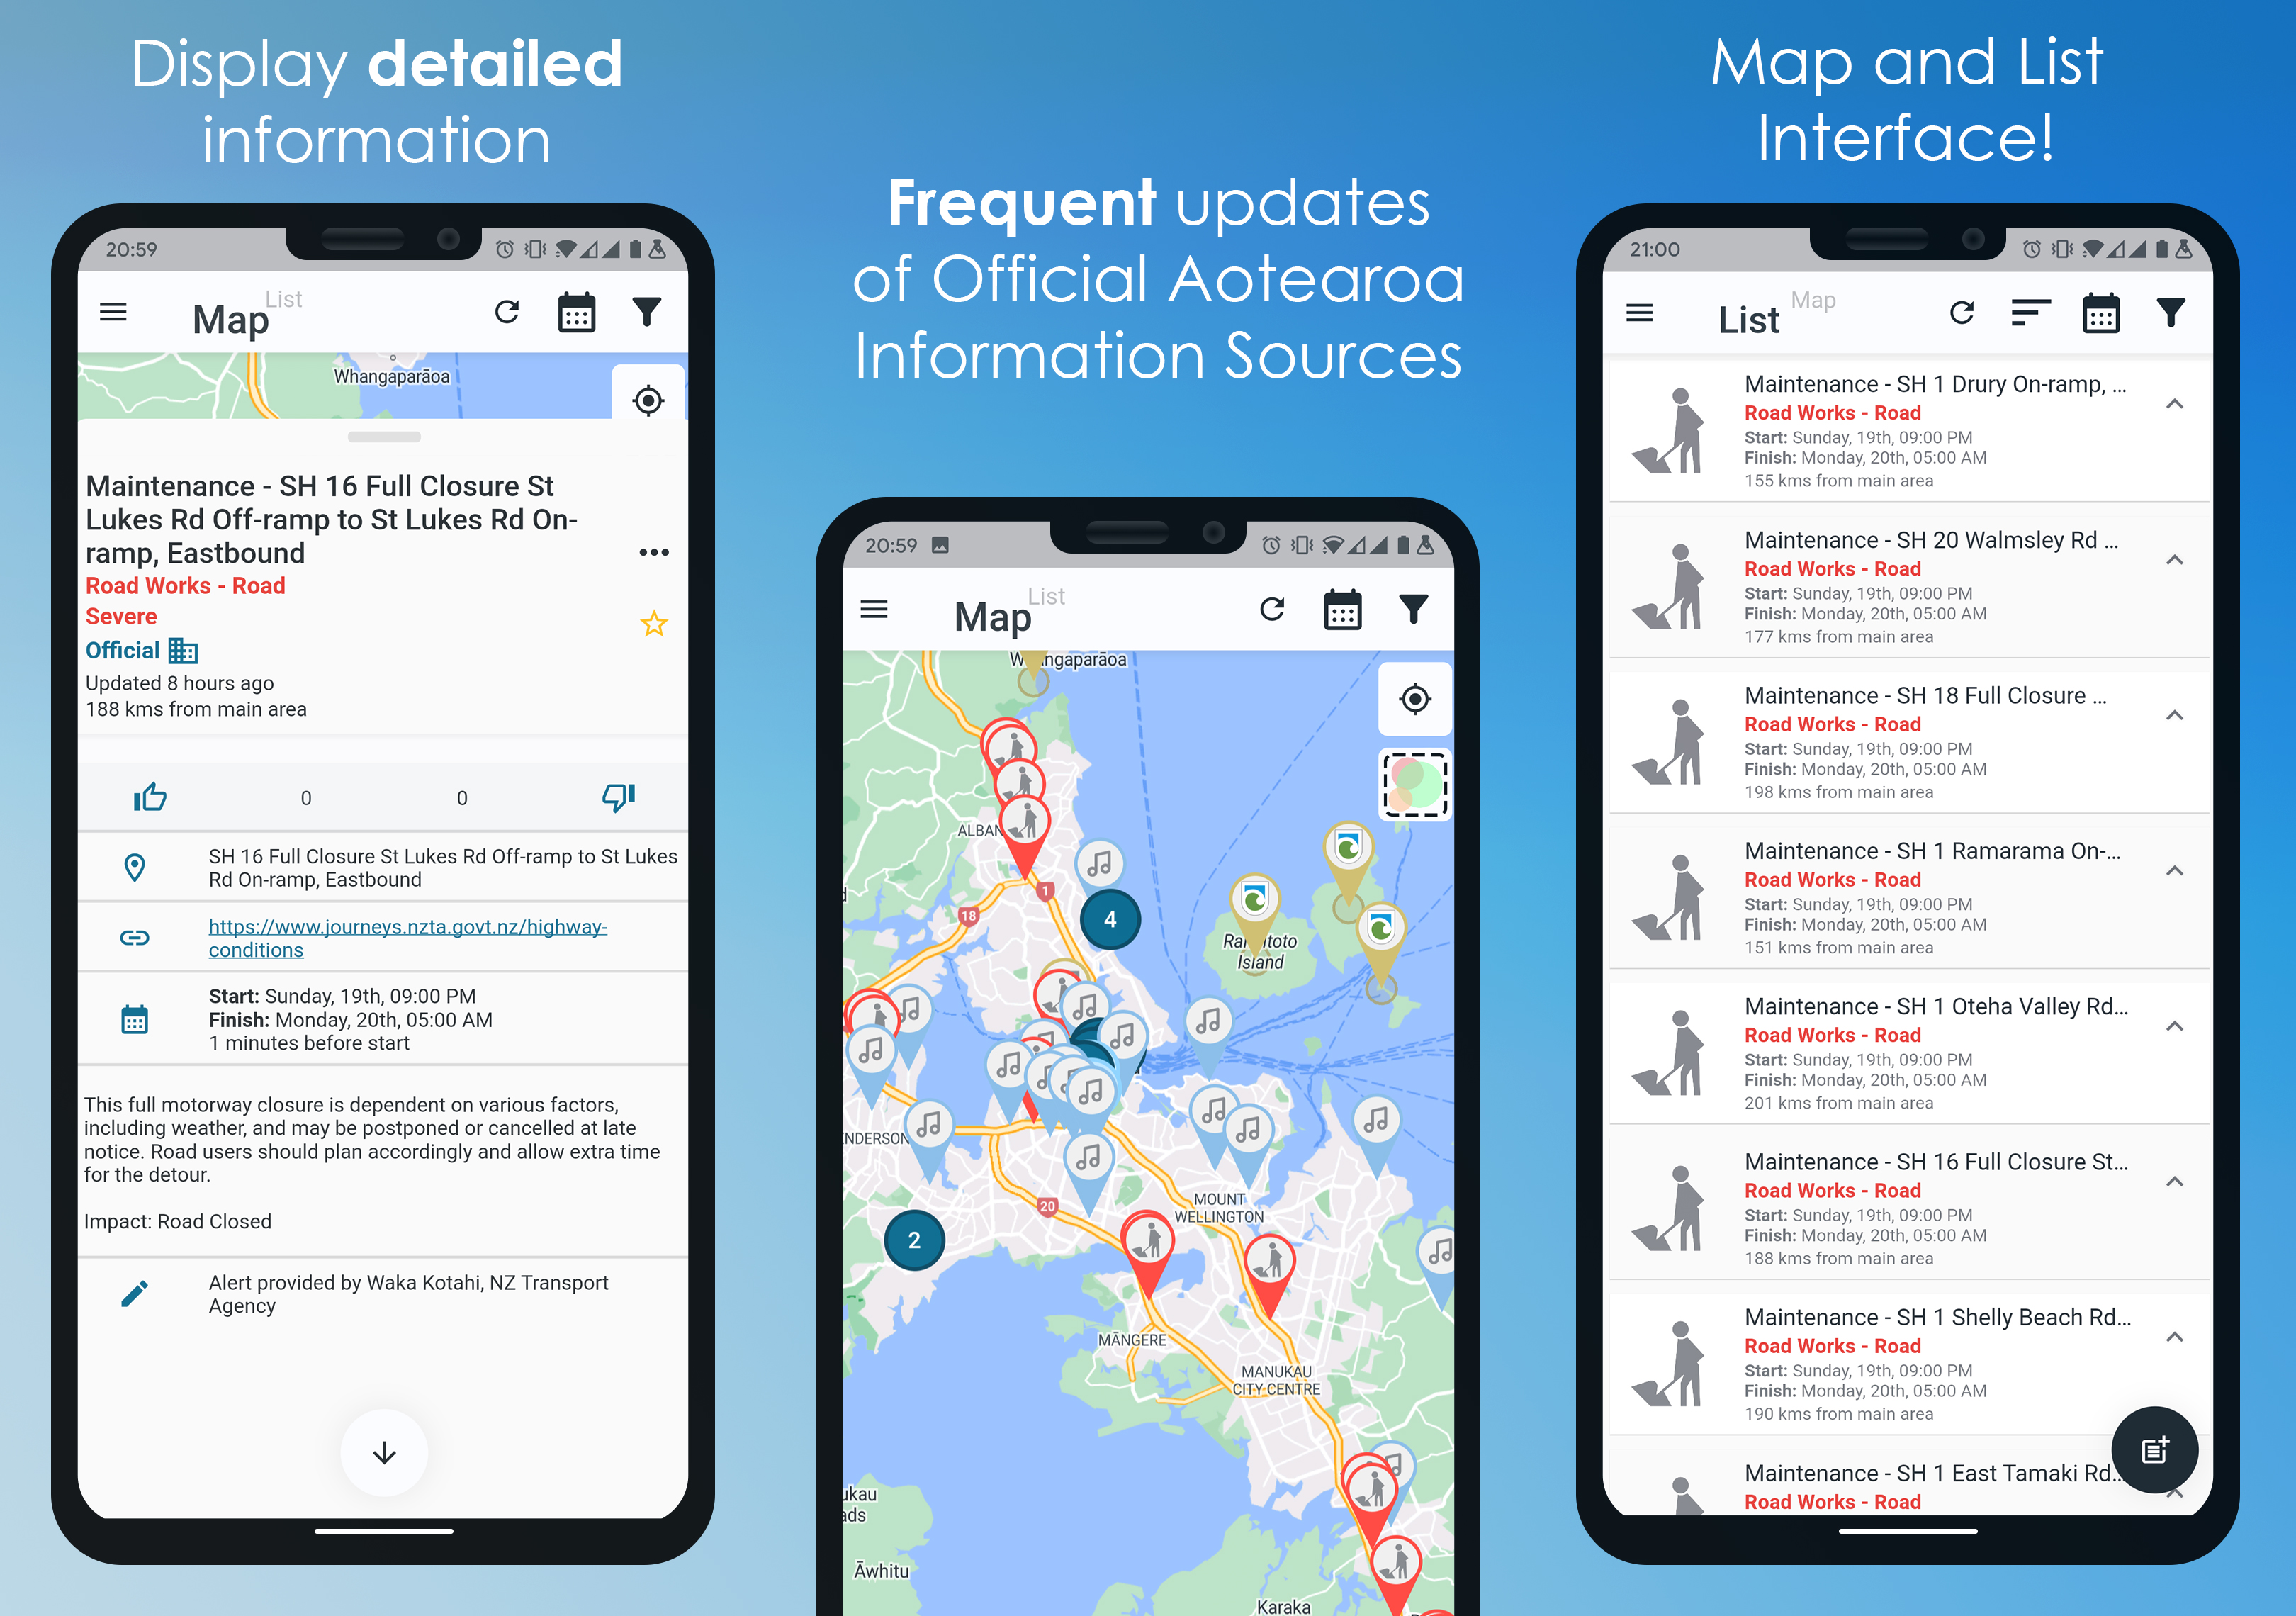 Display detailed
information
20:59
Map
List
Whangaparāoa
Maintenance - SH 16 Full Closure St
Lukes Rd Off-ramp to St Lukes Rd On-
ramp, Eastbound
Road Works - Road
Severe
Official
Updated 8 hours ago
188 kms from main area
0
0
SH 16 Full Closure St Lukes Rd Off-ramp to St Lukes
Rd On-ramp, Eastbound
https://www.journeys.nzta.govt.nz/highway-
conditions
Start: Sunday, 19th, 09:00 PM
Finish: Monday, 20th, 05:00 AM
1 minutes before start
This full motorway closure is dependent on various factors,
including weather, and may be postponed or cancelled at late
notice. Road users should plan accordingly and allow extra time
for the detour.
Impact: Road Closed
Alert provided by Waka Kotahi, NZ Transport
Agency
Frequent updates
of Official Aotearoa
Information Sources
20:59
Map
List
1
18
4
Island
ENDERSON
MOUNT
WELLINGTON
20
2
MĀNGERE
MANUKAU
CITY CENTRE
Āwhitu
Karaka
Map and List
Interface!
21:00
List
Map
Maintenance - SH 1 Drury On-ramp, ...
Road Works - Road
Start: Sunday, 19th, 09:00 PM
Finish: Monday, 20th, 05:00 AM
155 kms from main area
Maintenance - SH 20 Walmsley Rd ...
Road Works - Road
Start: Sunday, 19th, 09:00 PM
Finish: Monday, 20th, 05:00 AM
177 kms from main area
Maintenance - SH 18 Full Closure ...
Road Works - Road
Start: Sunday, 19th, 09:00 PM
Finish: Monday, 20th, 05:00 AM
198 kms from main area
Maintenance - SH 1 Ramarama On-...
Road Works - Road
Start: Sunday, 19th, 09:00 PM
Finish: Monday, 20th, 05:00 AM
151 kms from main area
Maintenance - SH 1 Oteha Valley Rd...
Road Works - Road
Start: Sunday, 19th, 09:00 PM
Finish: Monday, 20th, 05:00 AM
201 kms from main area
Maintenance - SH 16 Full Closure St...
Road Works - Road
Start: Sunday, 19th, 09:00 PM
Finish: Monday, 20th, 05:00 AM
188 kms from main area
Maintenance - SH 1 Shelly Beach Rd...
Road Works - Road
Start: Sunday, 19th, 09:00 PM
Finish: Monday, 20th, 05:00 AM
190 kms from main area
Maintenance - SH 1 East Tamaki Rd...
Road Works - Road